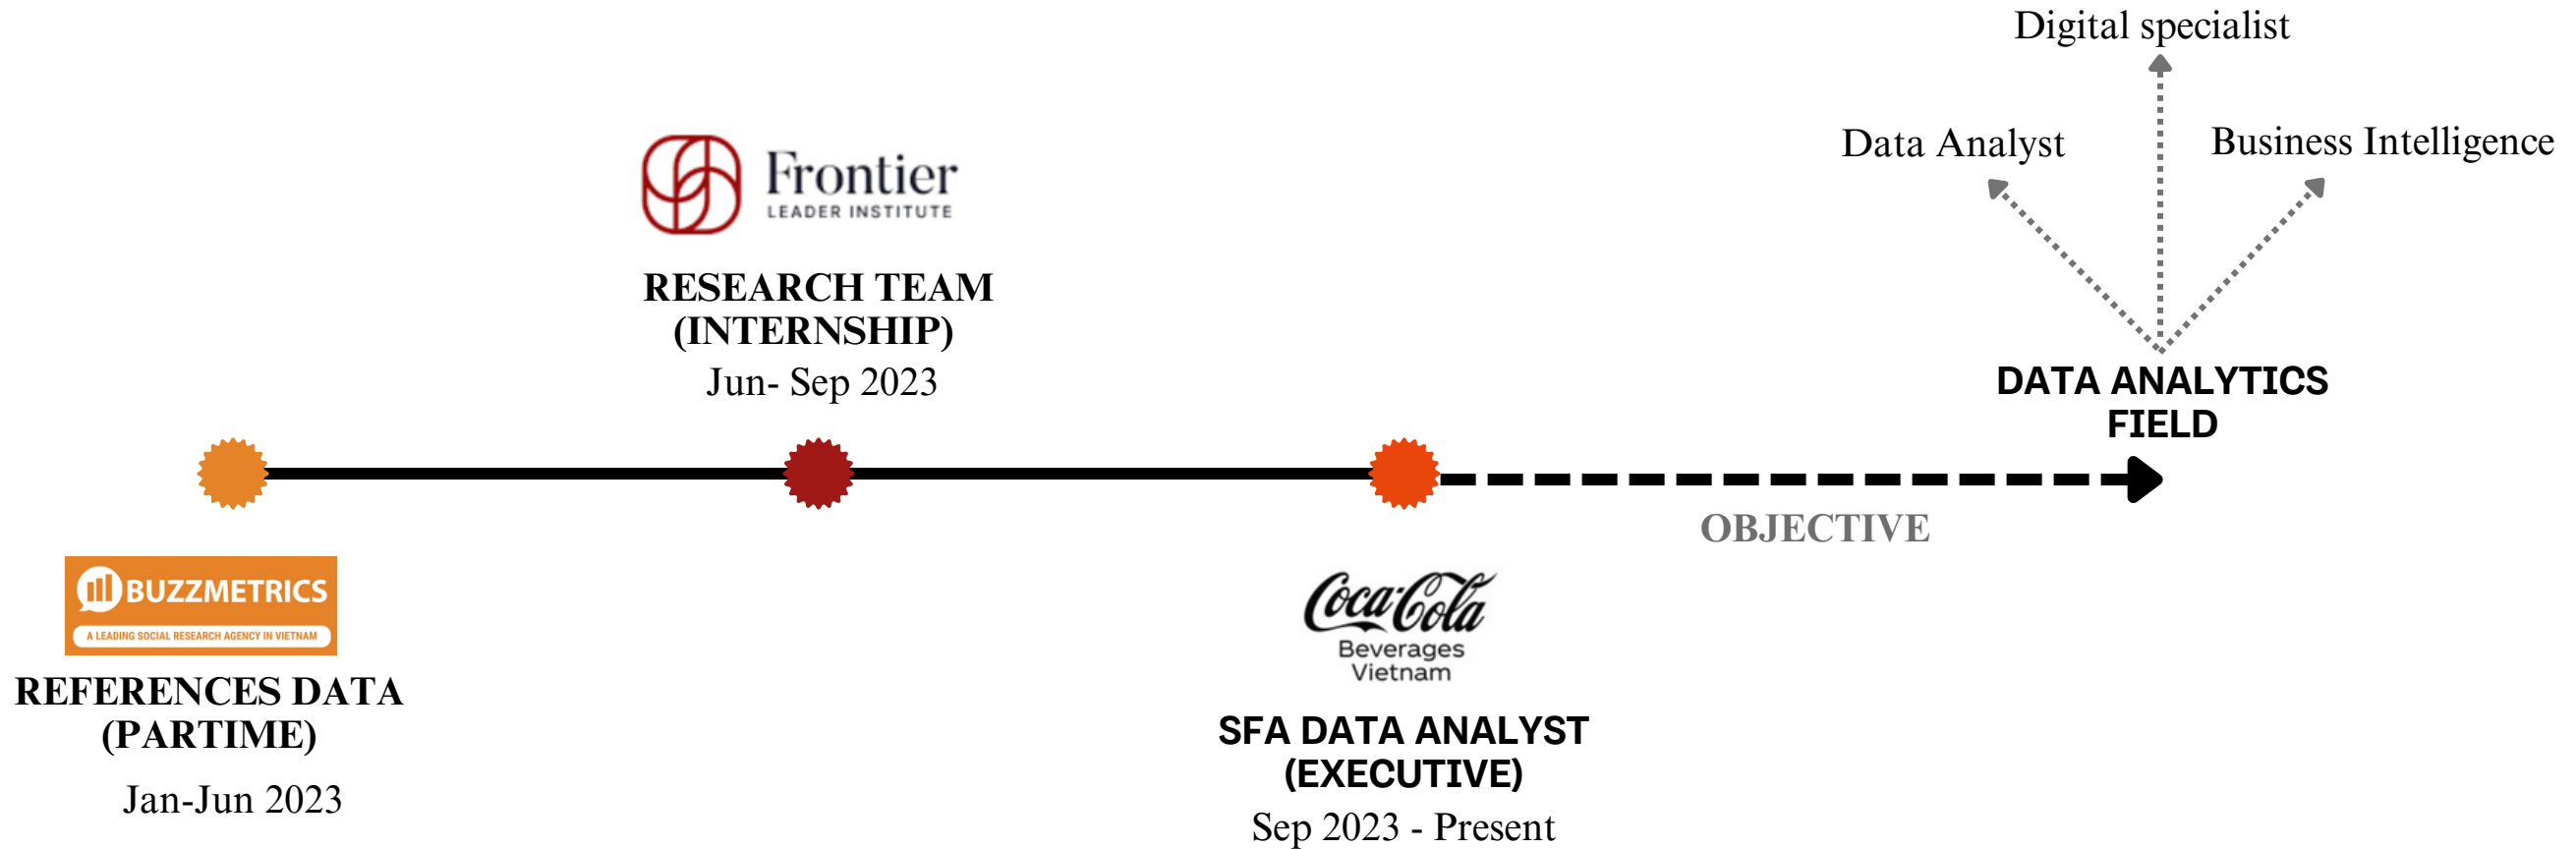 Digital specialist
Data Analyst
Business Intelligence
Frontier
LEADER INSTITUTE
RESEARCH TEAM
(INTERNSHIP)
Jun- Sep 2023
DATA ANALYTICS
FIELD
OBJECTIVE
BUZZMETRICS
A LEADING SOCIAL RESEARCH AGENCY IN VIETNAM
REFERENCES DATA
(PARTIME)
Jan-Jun 2023
Coca-Cola
Beverages
Vietnam
SFA DATA ANALYST
(EXECUTIVE)
Sep 2023 - Present